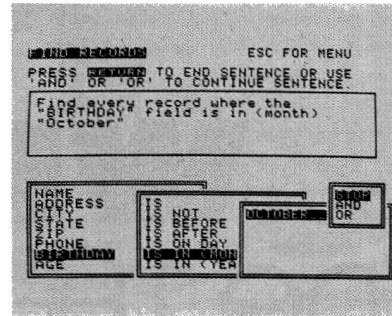 FIND RECORDS ESC FOR MENU
PRESS RETURN TO END SENTENCE OR USE
'AND' OR 'OR' TO CONTINUE SENTENCE.
Find every record where the
"BIRTHDAY" field is in (month)
"October"
NAME
ADDRESS
CITY
STATE
ZIP
PHONE
BIRTHDAY
AGE
IS
IS NOT
IS BEFORE
IS AFTER
IS ON DAY
IS IN (MON
IS IN (YEA
OCTOBER
STOP
AND
OR